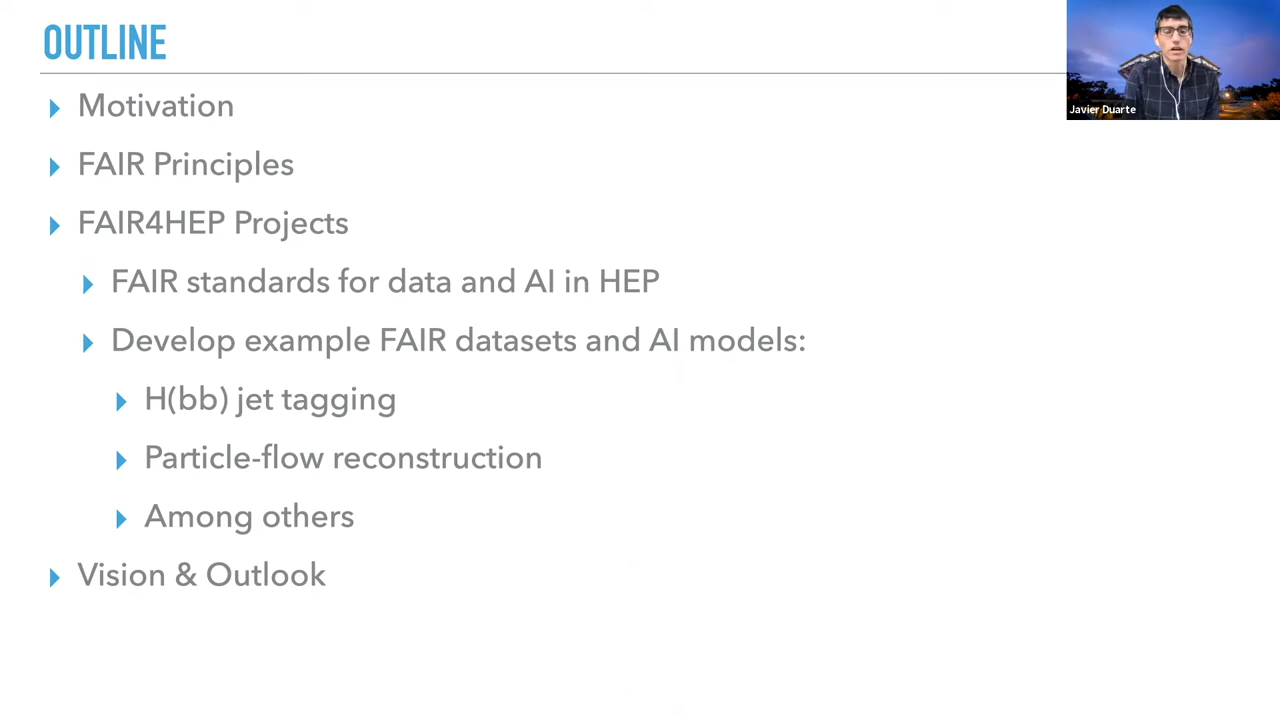 OUTLINE
Javier Duarte
Motivation
FAIR Principles
FAIR4HEP Projects
FAIR standards for data and AI in HEP
Develop example FAIR datasets and AI models:
H(bb) jet tagging
Particle-flow reconstruction
Among others
Vision & Outlook